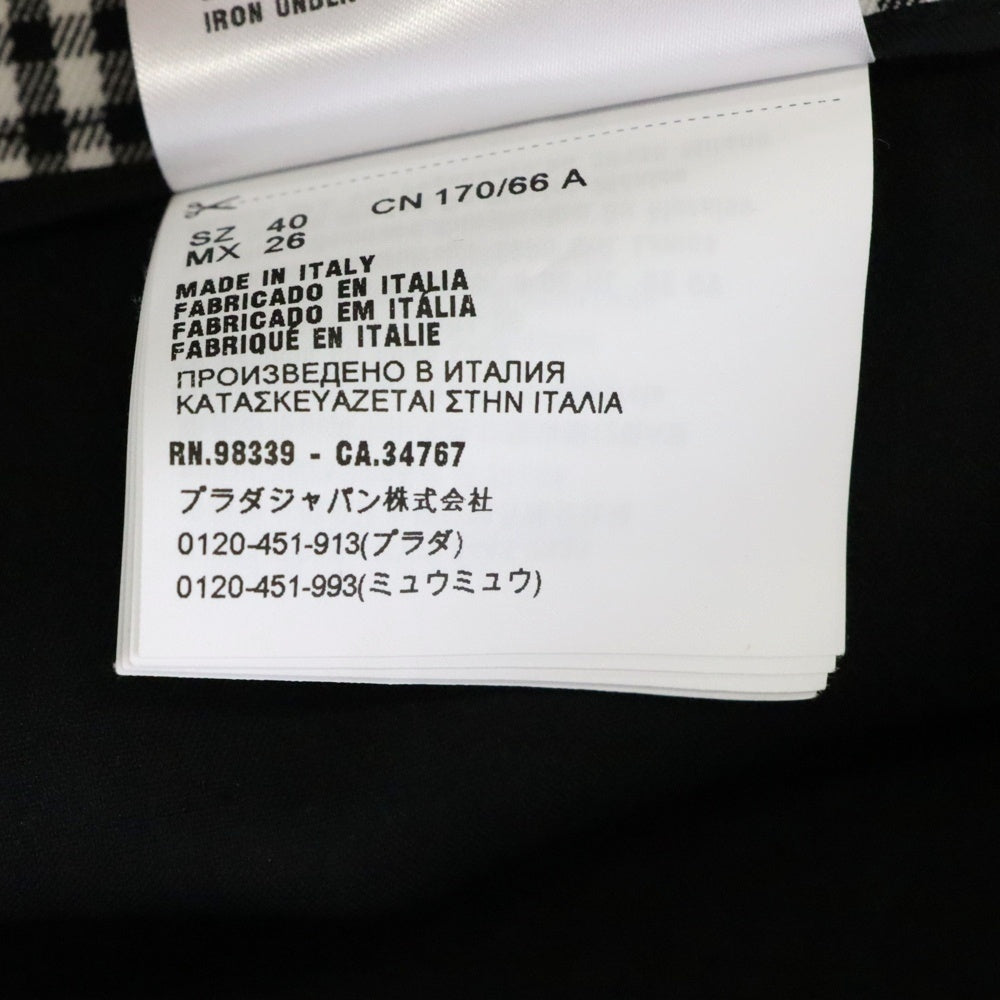 IRON UNDER
SZ 40 CN 170/66 A
MX 26
MADE IN ITALY
FABRICADO EN ITALIA
FABRICADO EM ITÁLIA
FABRIQUÉ EN ITALIE
ПРОИЗВЕДЕНО В ИТАЛИЯ
ΚΑΤΑΣΚΕΥΑΖΕΤΑΙ ΣΤΗΝ ΙΤΑΛΙΑ
RN.98339 - CA.34767
プラダジャパン株式会社
0120-451-913(プラダ)
0120-451-993(ミュウミュウ)